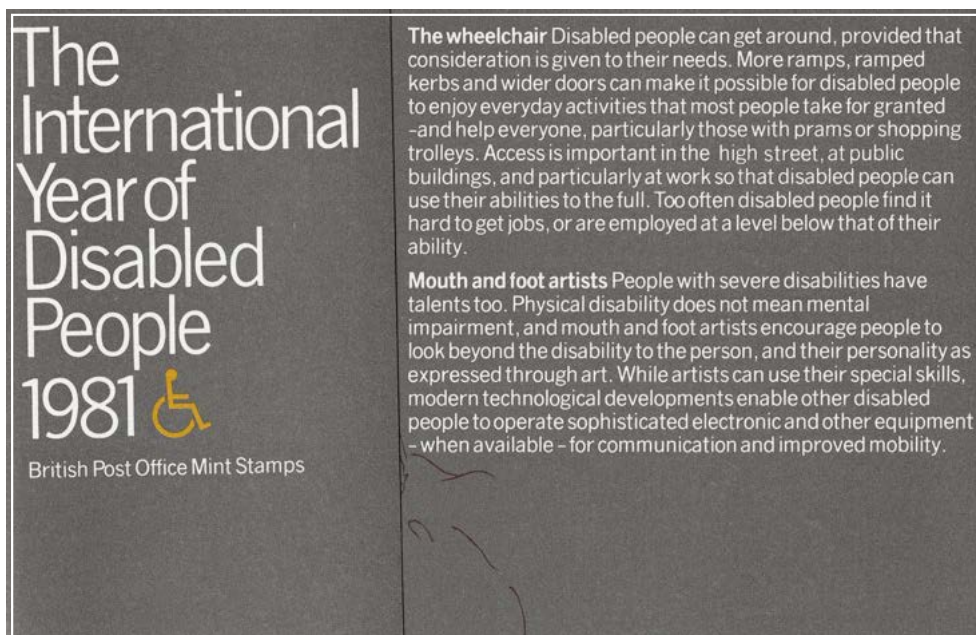 The
International
Year of
Disabled
People
1981
British Post Office Mint Stamps
The wheelchair Disabled people can get around, provided that
consideration is given to their needs. More ramps, ramped
kerbs and wider doors can make it possible for disabled people
to enjoy everyday activities that most people take for granted
–and help everyone, particularly those with prams or shopping
trolleys. Access is important in the high street, at public
buildings, and particularly at work so that disabled people can
use their abilities to the full. Too often disabled people find it
hard to get jobs, or are employed at a level below that of their
ability.
Mouth and foot artists People with severe disabilities have
talents too. Physical disability does not mean mental
impairment, and mouth and foot artists encourage people to
look beyond the disability to the person, and their personality as
expressed through art. While artists can use their special skills,
modern technological developments enable other disabled
people to operate sophisticated electronic and other equipment
– when available – for communication and improved mobility.